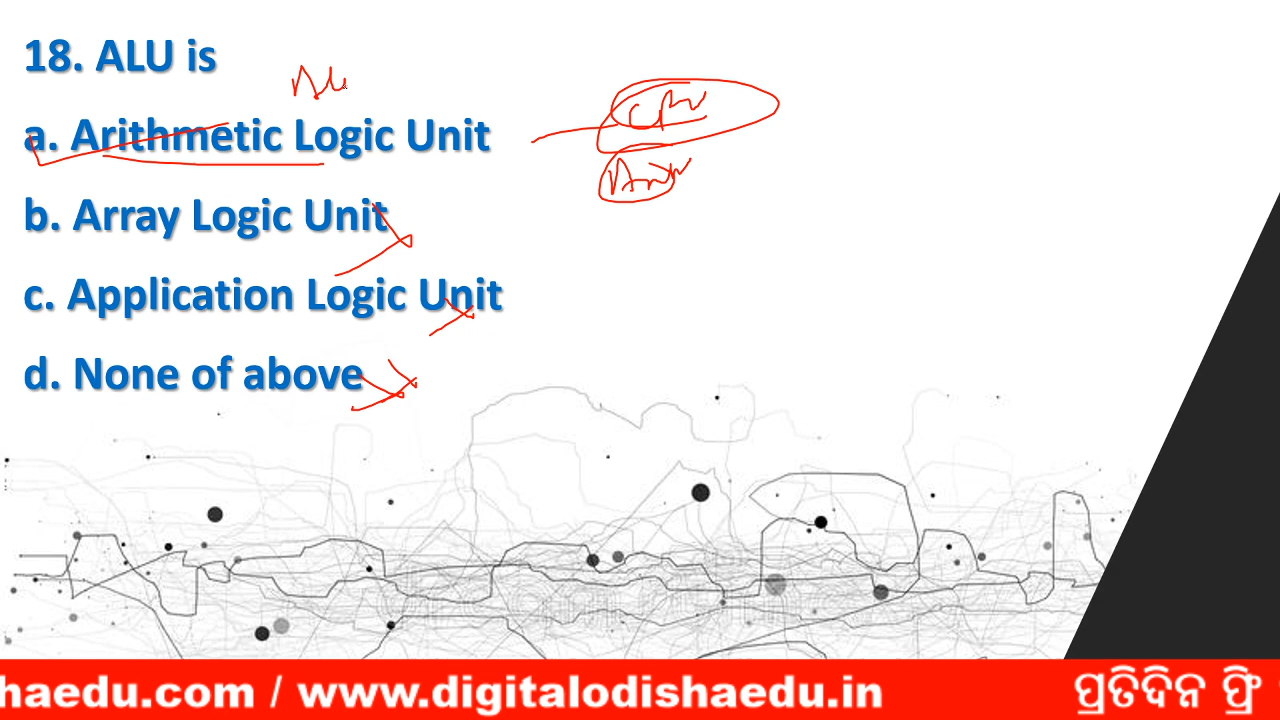 18. ALU is
a. Arithmetic Logic Unit
CPU
b. Array Logic Unit
c. Application Logic Unit
d. None of above
haedu.com / www.digitalodishaedu.in ପ୍ରତିଦିନ ଫ୍ରି